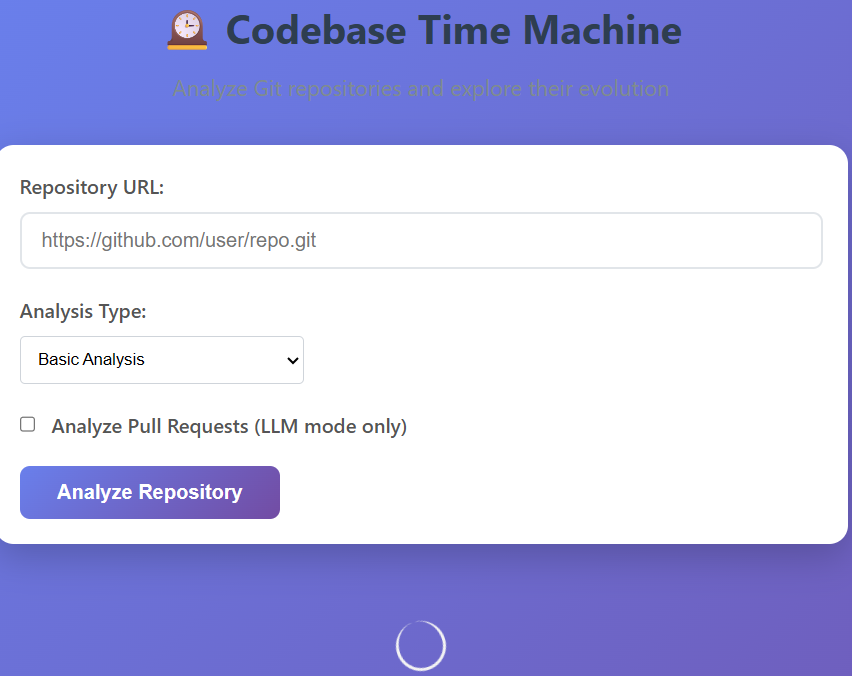 Codebase Time Machine
Analyze Git repositories and explore their evolution
Repository URL:
https://github.com/user/repo.git
Analysis Type:
Basic Analysis
Analyze Pull Requests (LLM mode only)
Analyze Repository